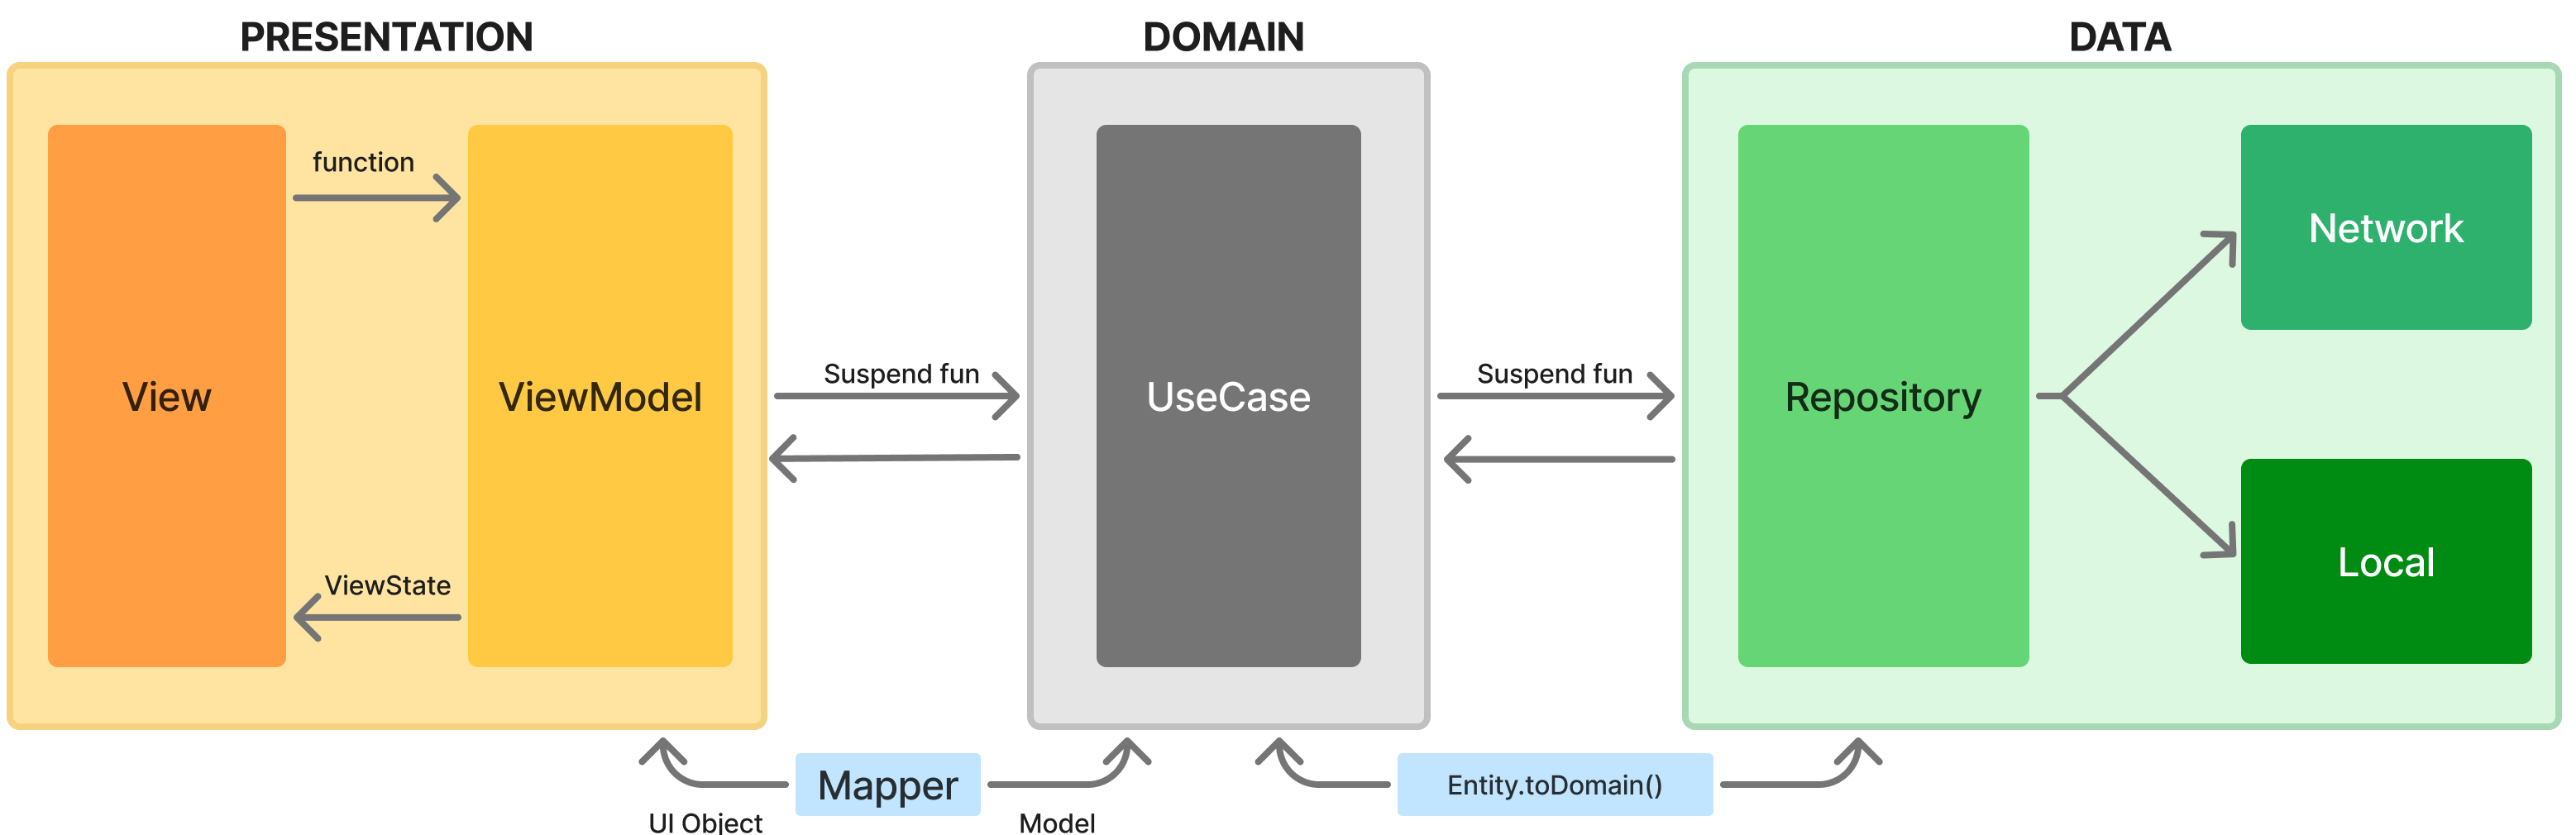 PRESENTATION
DOMAIN
DATA
function
View
ViewModel
ViewState
Suspend fun
UseCase
Suspend fun
Repository
Network
Local
Mapper
UI Object
Model
Entity.toDomain()